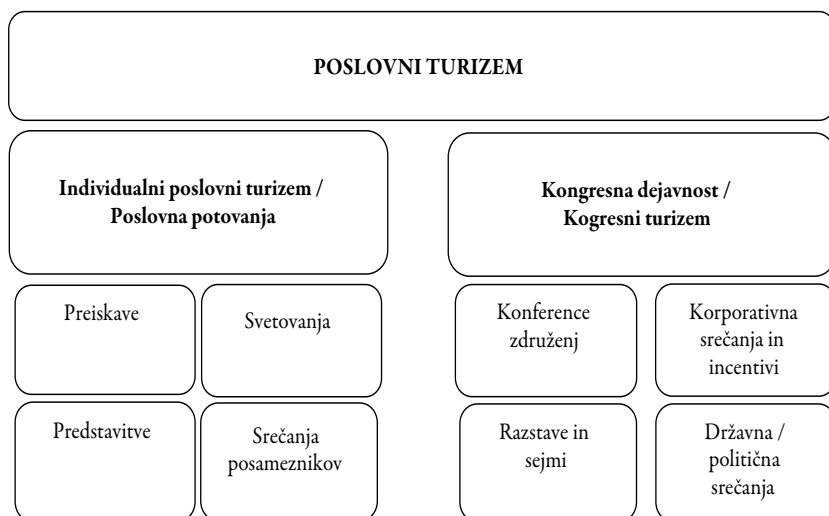 POSLOVNI TURIZEM
Individualni poslovni turizem /
Poslovna potovanja
Kongresna dejavnost /
Kogresni turizem
Preiskave
Svetovanja
Konference
združenj
Korporativna
srečanja in
incentivi
Predstavitve
Srečanja
posameznikov
Razstave in
sejmi
Državna /
politična
srečanja